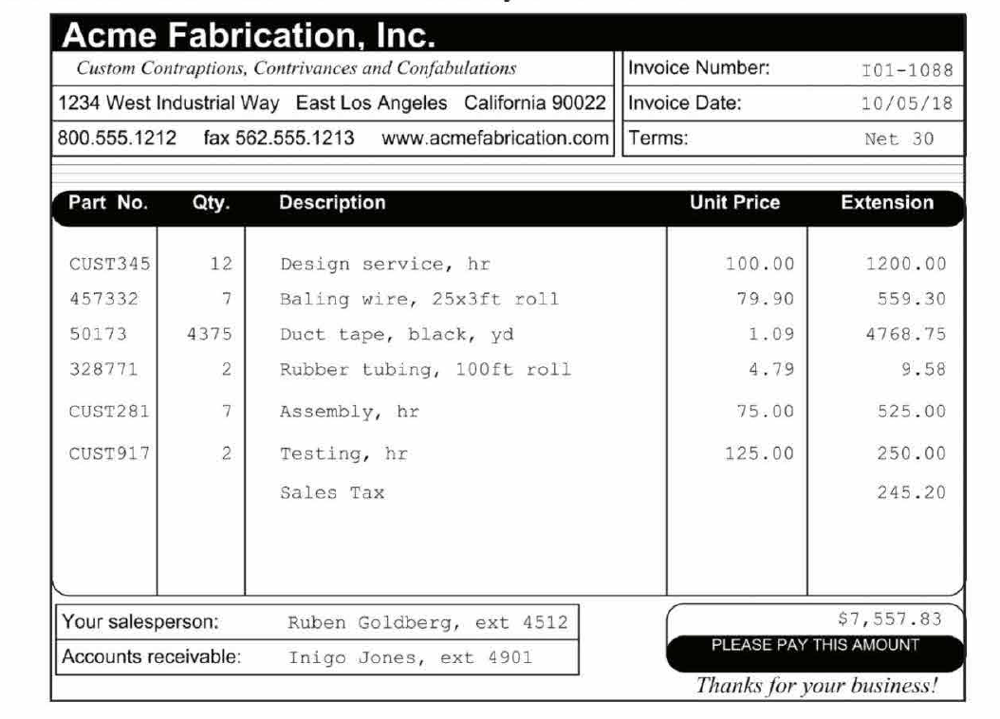 Acme Fabrication, Inc.
Custom Contraptions, Contrivances and Confabulations
1234 West Industrial Way East Los Angeles California 90022
800.555.1212 fax 562.555.1213 www.acmefabrication.com
Invoice Number: I01-1088
Invoice Date: 10/05/18
Terms: Net 30
Part No. Qty. Description Unit Price Extension
CUST345 12 Design service, hr 100.00 1200.00
457332 7 Baling wire, 25x3ft roll 79.90 559.30
50173 4375 Duct tape, black, yd 1.09 4768.75
328771 2 Rubber tubing, 100ft roll 4.79 9.58
CUST281 7 Assembly, hr 75.00 525.00
CUST917 2 Testing, hr 125.00 250.00
Sales Tax 245.20
Your salesperson: Ruben Goldberg, ext 4512
Accounts receivable: Inigo Jones, ext 4901
$7,557.83
PLEASE PAY THIS AMOUNT
Thanks for your business!